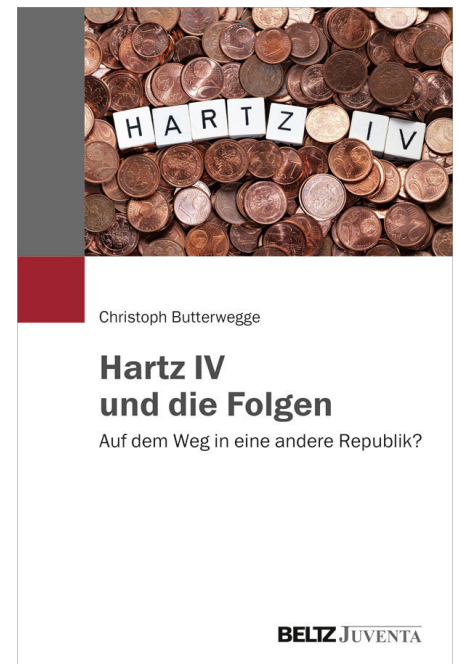 HARTZ IV
Christoph Butterwegge
Hartz IV
und die Folgen
Auf dem Weg in eine andere Republik?
BELTZ JUVENTA